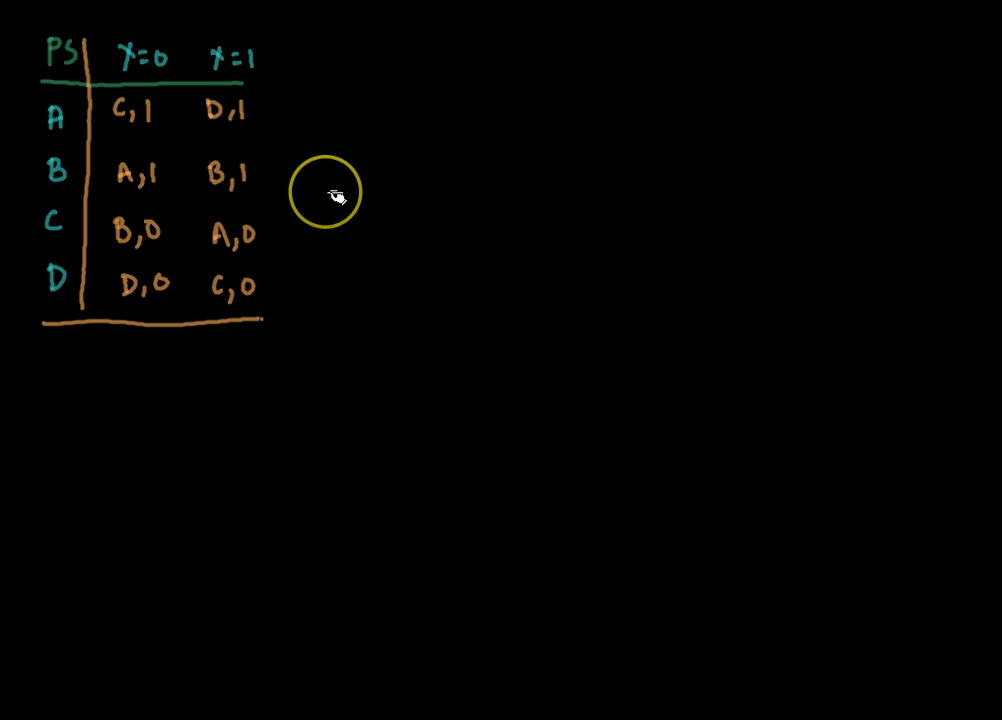 PS X=0 X=1
A C,1 D,1
B A,1 B,1
C B,0 A,0
D D,0 C,0